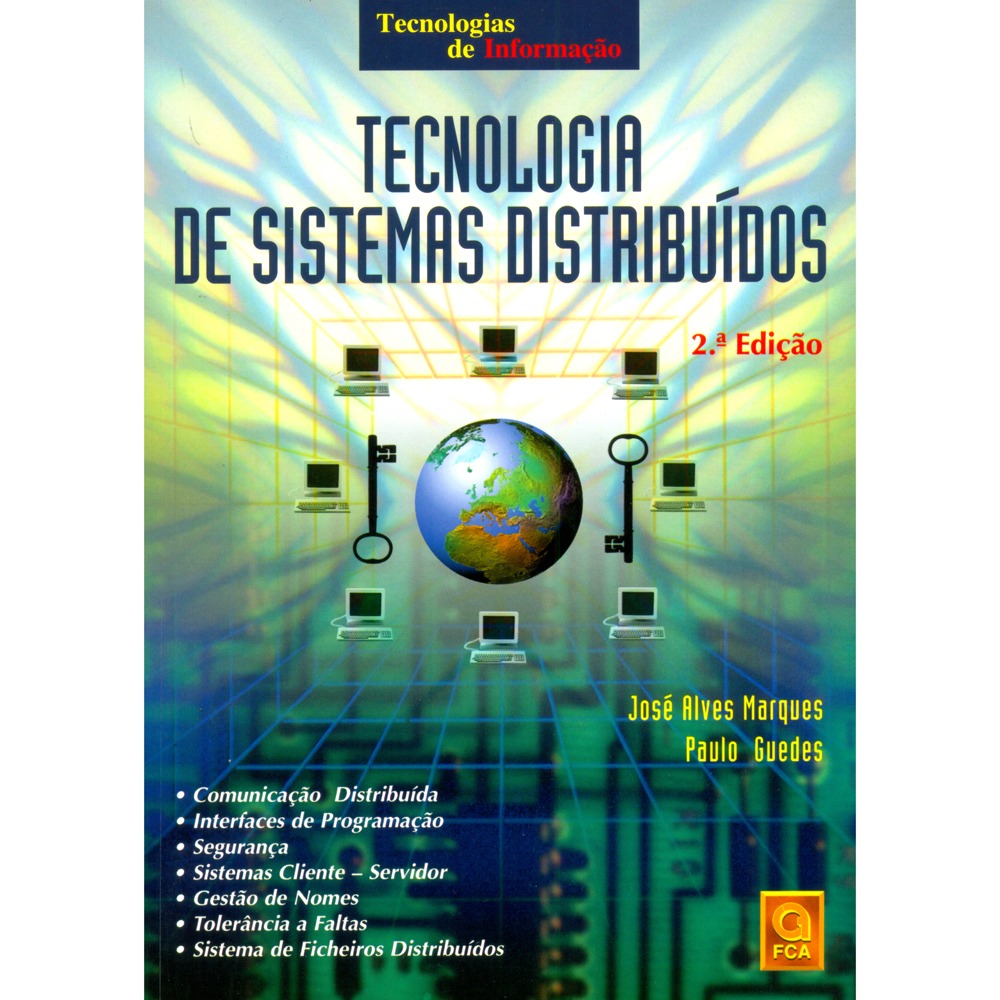 Tecnologias
de Informação
TECNOLOGIA
DE SISTEMAS DISTRIBUÍDOS
2.ª Edição
José Alves Marques
Paulo Guedes
• Comunicação Distribuída
• Interfaces de Programação
• Segurança
• Sistemas Cliente – Servidor
• Gestão de Nomes
• Tolerância a Faltas
• Sistema de Ficheiros Distribuídos
FCA